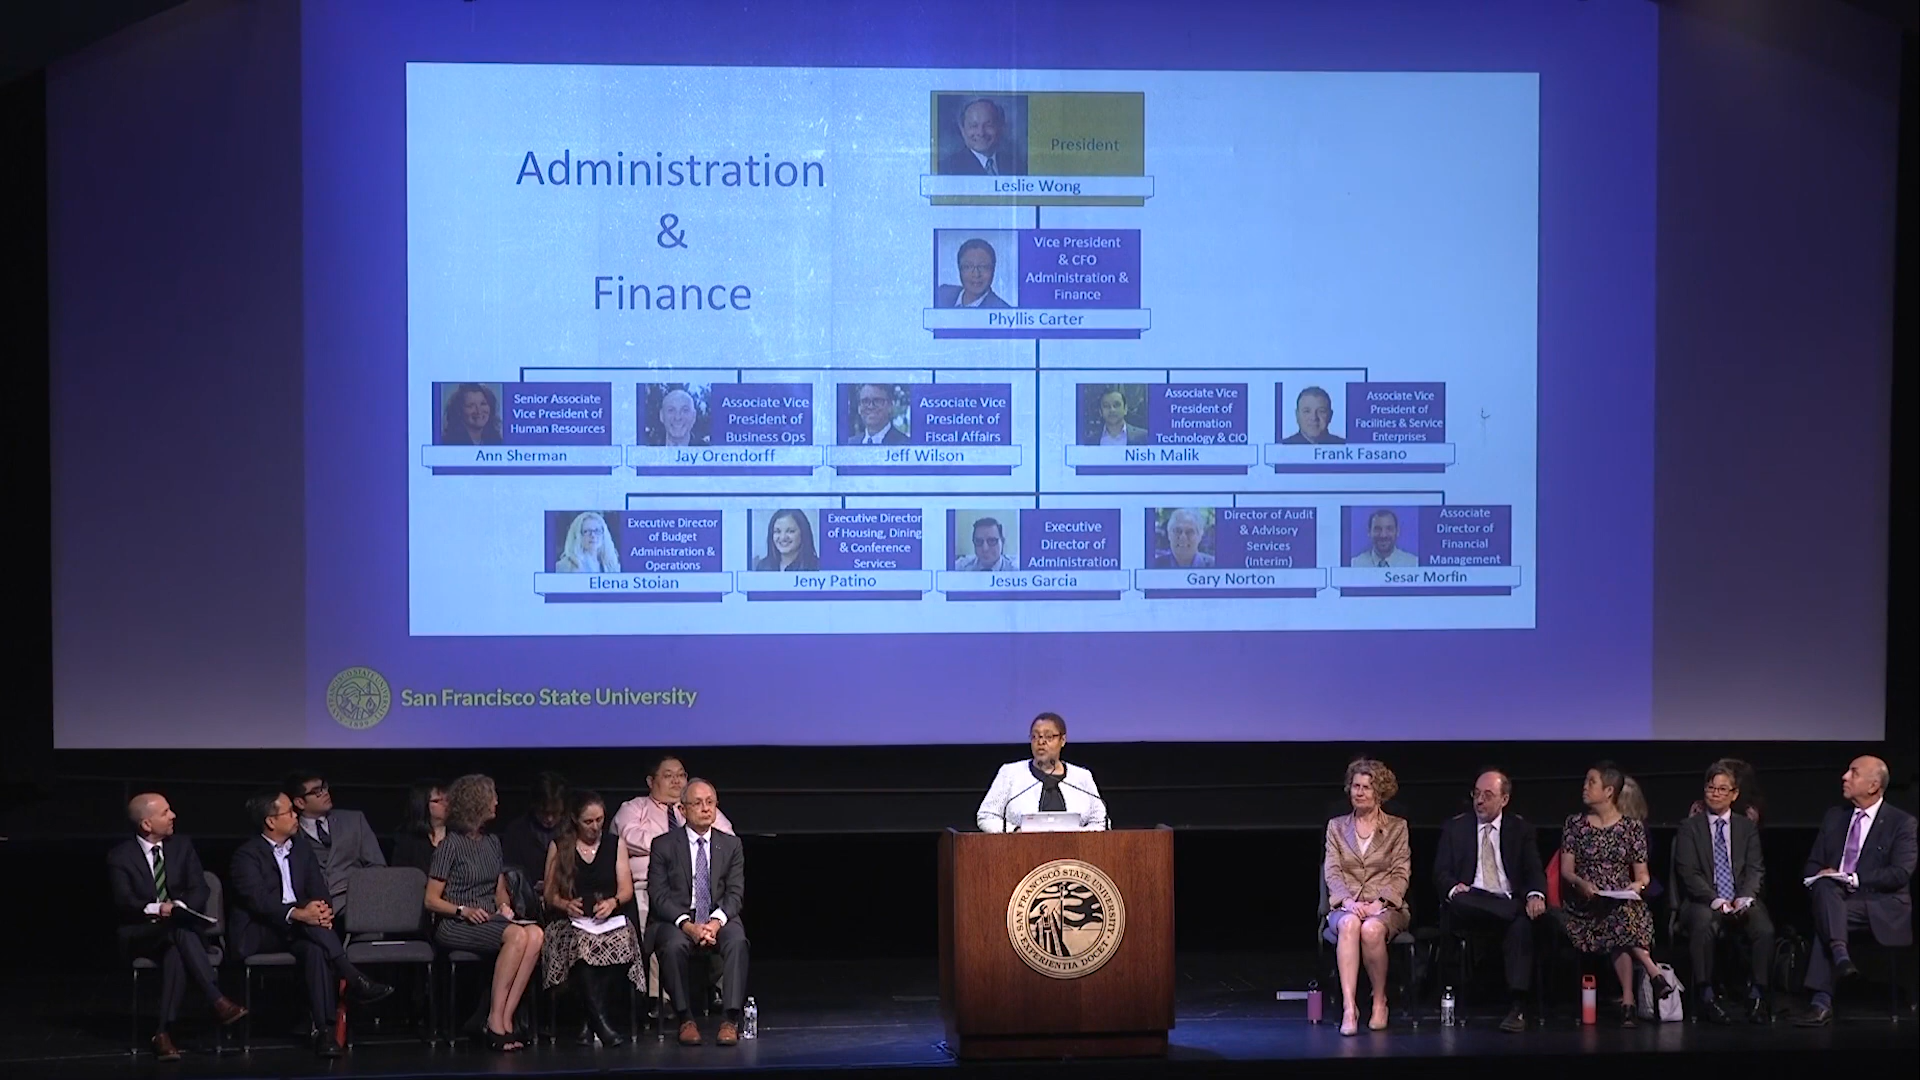 Administration
&
Finance
President
Leslie Wong
Vice President
& CFO
Administration &
Finance
Phyllis Carter
Senior Associate
Vice President of
Human Resources
Ann Sherman
Associate Vice
President of
Business Ops
Jay Orendorff
Associate Vice
President of
Fiscal Affairs
Jeff Wilson
Associate Vice
President of
Information
Technology & CIO
Nish Malik
Associate Vice
President of
Facilities & Service
Enterprises
Frank Fasano
Executive Director
of Budget
Administration &
Operations
Elena Stoian
Executive Director
of Housing, Dining
& Conference
Services
Jeny Patino
Executive
Director of
Administration
Jesus Garcia
Director of Audit
& Advisory
Services
(Interim)
Gary Norton
Associate
Director of
Financial
Management
Sesar Morfin
San Francisco State University
SAN FRANCISCO STATE UNIVERSITY
EXPERIENTIA DOCET